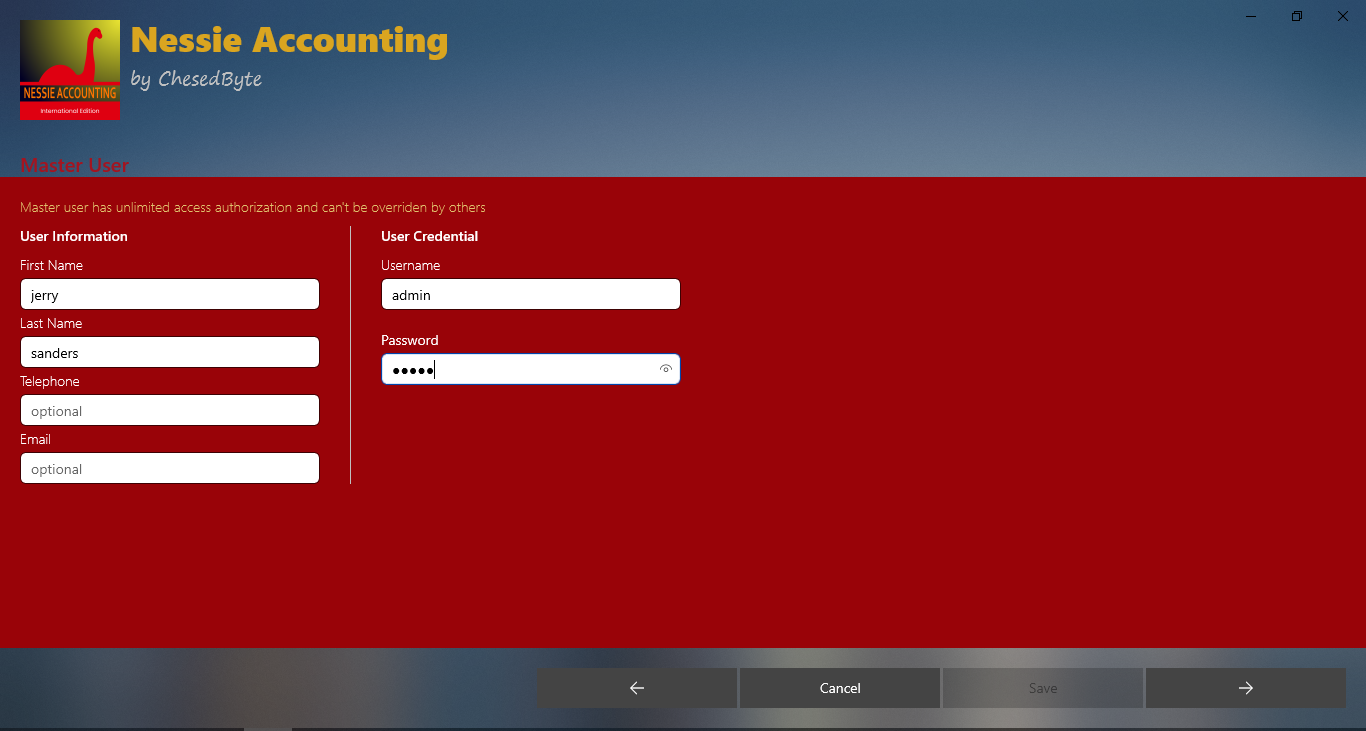 Nessie Accounting
by ChesedByte
NESSIE ACCOUNTING
International Edition
Master User
Master user has unlimited access authorization and can't be overriden by others
User Information
User Credential
First Name
Username
jerry
admin
Last Name
sanders
Password
•••••
Telephone
optional
Email
optional
Cancel
Save